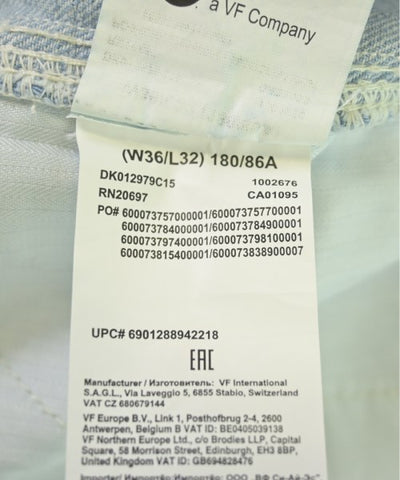 a VF Company
(W36/L32) 180/86A
DK012979C15 1002676
RN20697 CA01095
PO# 600073757000001/600073757700001
600073784000001/600073784900001
600073797400001/600073798100001
600073815400001/600073838900007
UPC# 6901288942218
EAC
Manufacturer / Изготовитель: VF International
S.A.G.L., Via Laveggio 5, 6855 Stabio, Switzerland
VAT CZ 680679144
VF Europe B.V., Link 1, Posthofbrug 2-4, 2600
Antwerpen, Belgium B VAT ID: BE0405039138
VF Northern Europe Ltd., c/o Brodies LLP, Capital
Square, 58 Morrison Street, Edinburgh, EH3 8BP,
United Kingdom VAT ID: GB694828476